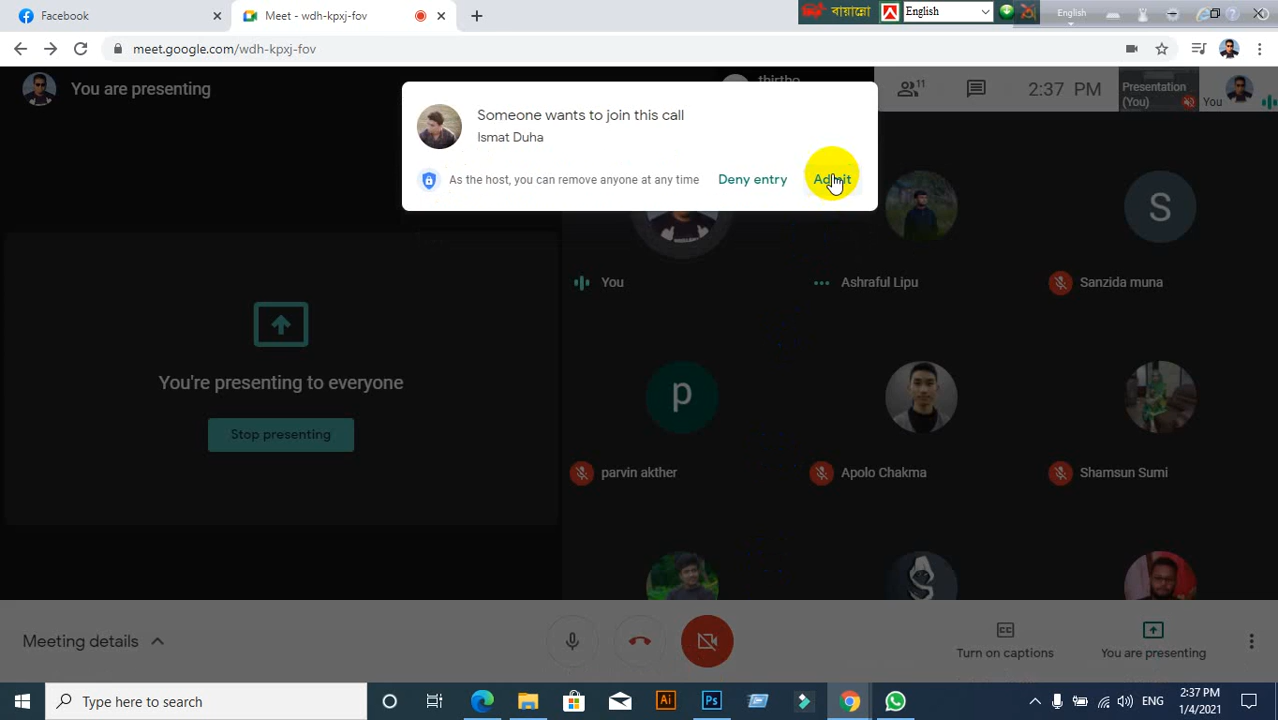 Facebook
Meet - wdh-kpxj-fov
বায়ান্নো
English
English
meet.google.com/wdh-kpxj-fov
You are presenting
thirtho
11
2:37 PM
Presentation
(You)
You
Someone wants to join this call
Ismat Duha
As the host, you can remove anyone at any time
Deny entry
Admit
S
You
Ashraful Lipu
Sanzida muna
You're presenting to everyone
Stop presenting
p
parvin akther
Apolo Chakma
Shamsun Sumi
Meeting details
CC
Turn on captions
You are presenting
Type here to search
Ai
Ps
ENG
2:37 PM
1/4/2021